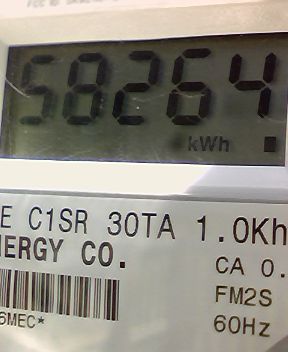 58264
kWh
E C1SR 30TA 1.0Kh
NERGY CO.
CA 0.
FM2S
6MEC*
60Hz